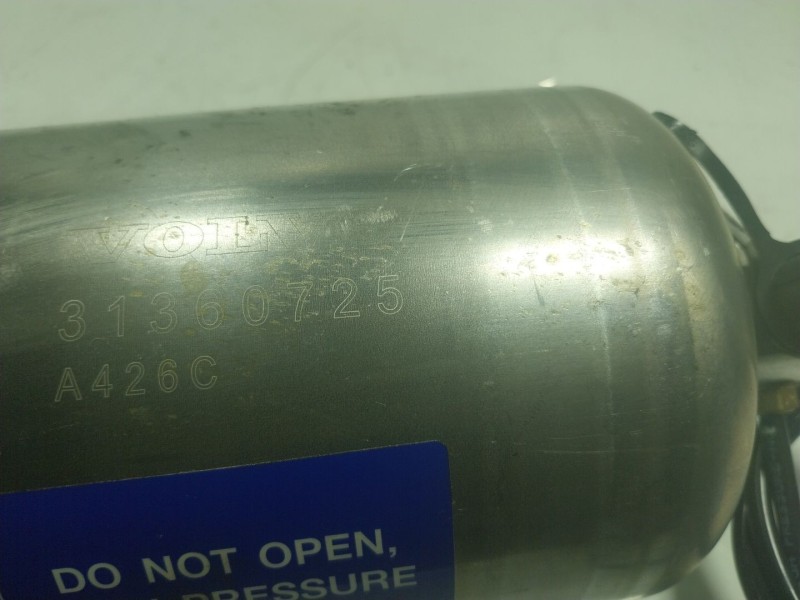 VOLVO
31360725
A426C
DO NOT OPEN,
PRESSURE